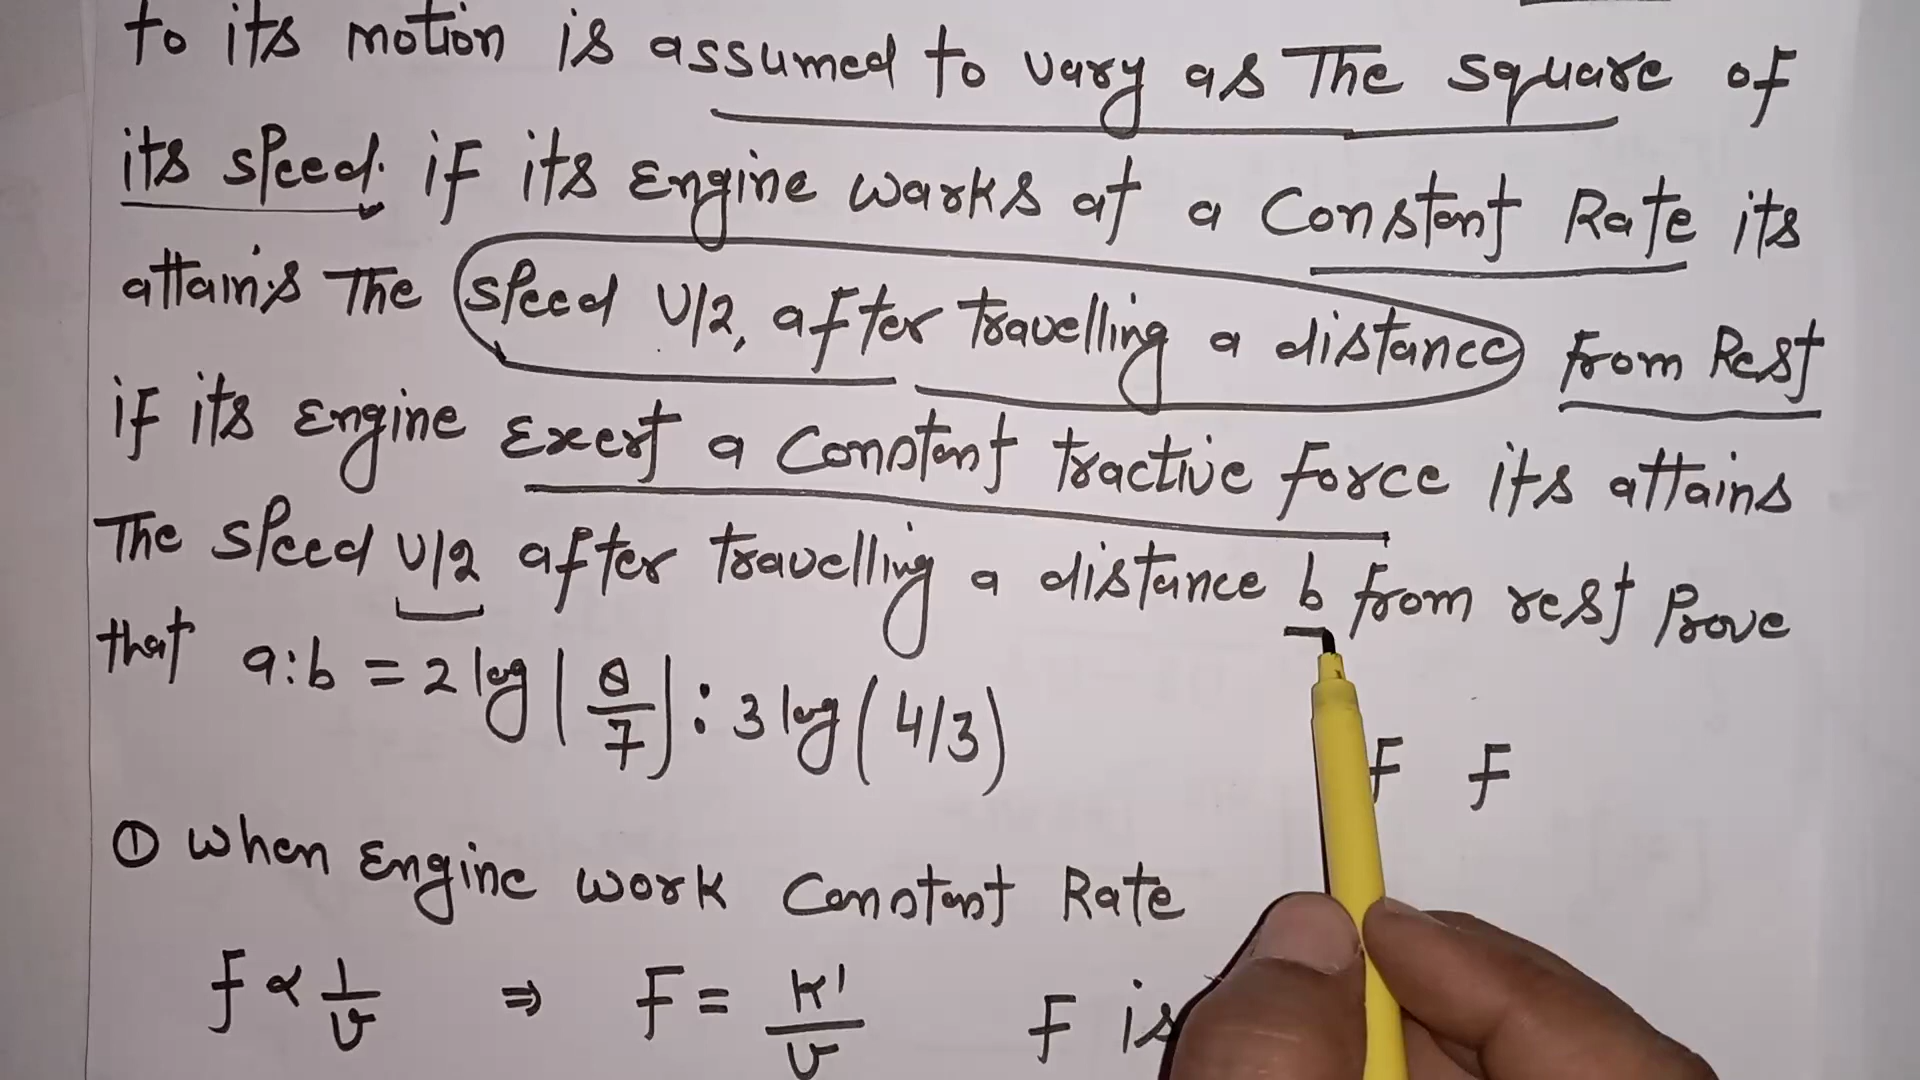 to its motion is assumed to vary as The square of
its speed. if its Engine works at a Constant Rate its
attains The speed U/2, after travelling a distance from Rest
if its Engine Exert a Constant tractive force its attains
The speed U/2 after travelling a distance b from rest Prove
that a:b = 2 log (8/7) : 3 log (4/3)
F F
① When Engine work Constant Rate
F ∝ 1/v ⇒ F = K'/v F is